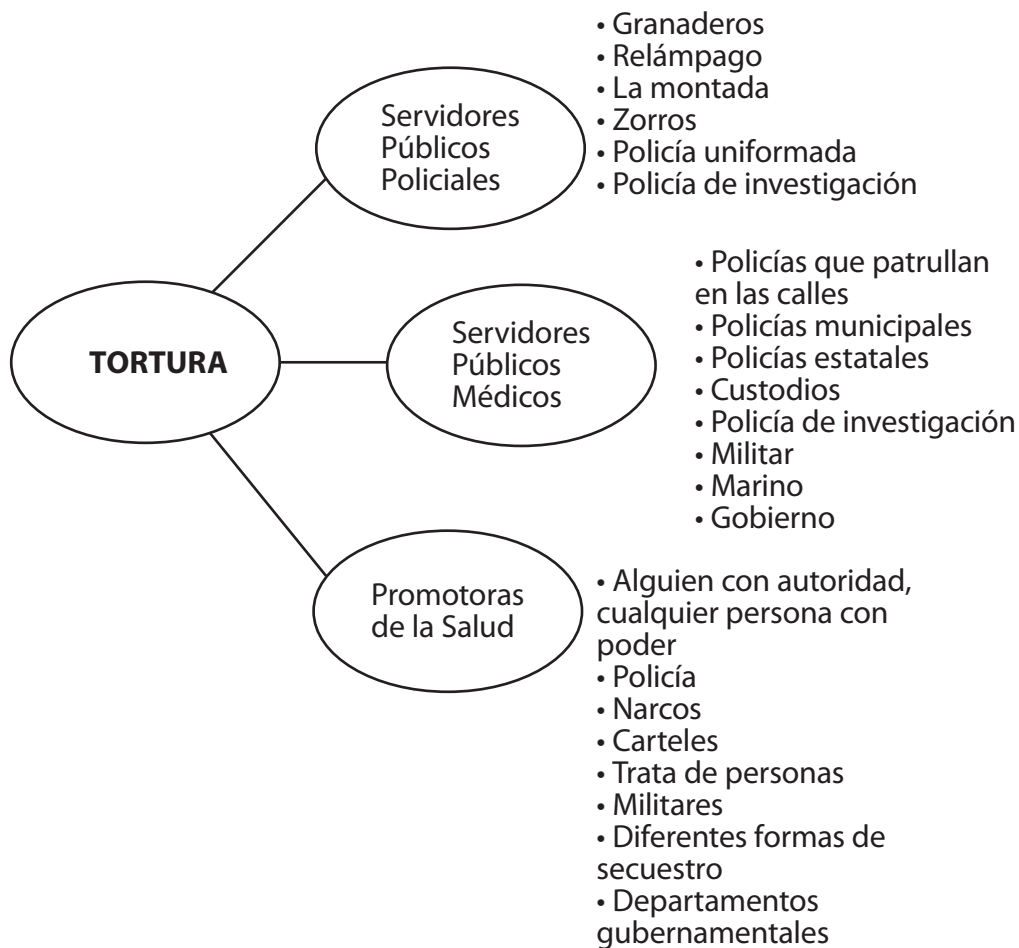 TORTURA
Servidores
Públicos
Policiales
• Granaderos
• Relámpago
• La montada
• Zorros
• Policía uniformada
• Policía de investigación
Servidores
Públicos
Médicos
• Policías que patrullan
en las calles
• Policías municipales
• Policías estatales
• Custodios
• Policía de investigación
• Militar
• Marino
• Gobierno
Promotoras
de la Salud
• Alguien con autoridad,
cualquier persona con
poder
• Policía
• Narcos
• Carteles
• Trata de personas
• Militares
• Diferentes formas de
secuestro
• Departamentos
gubernamentales